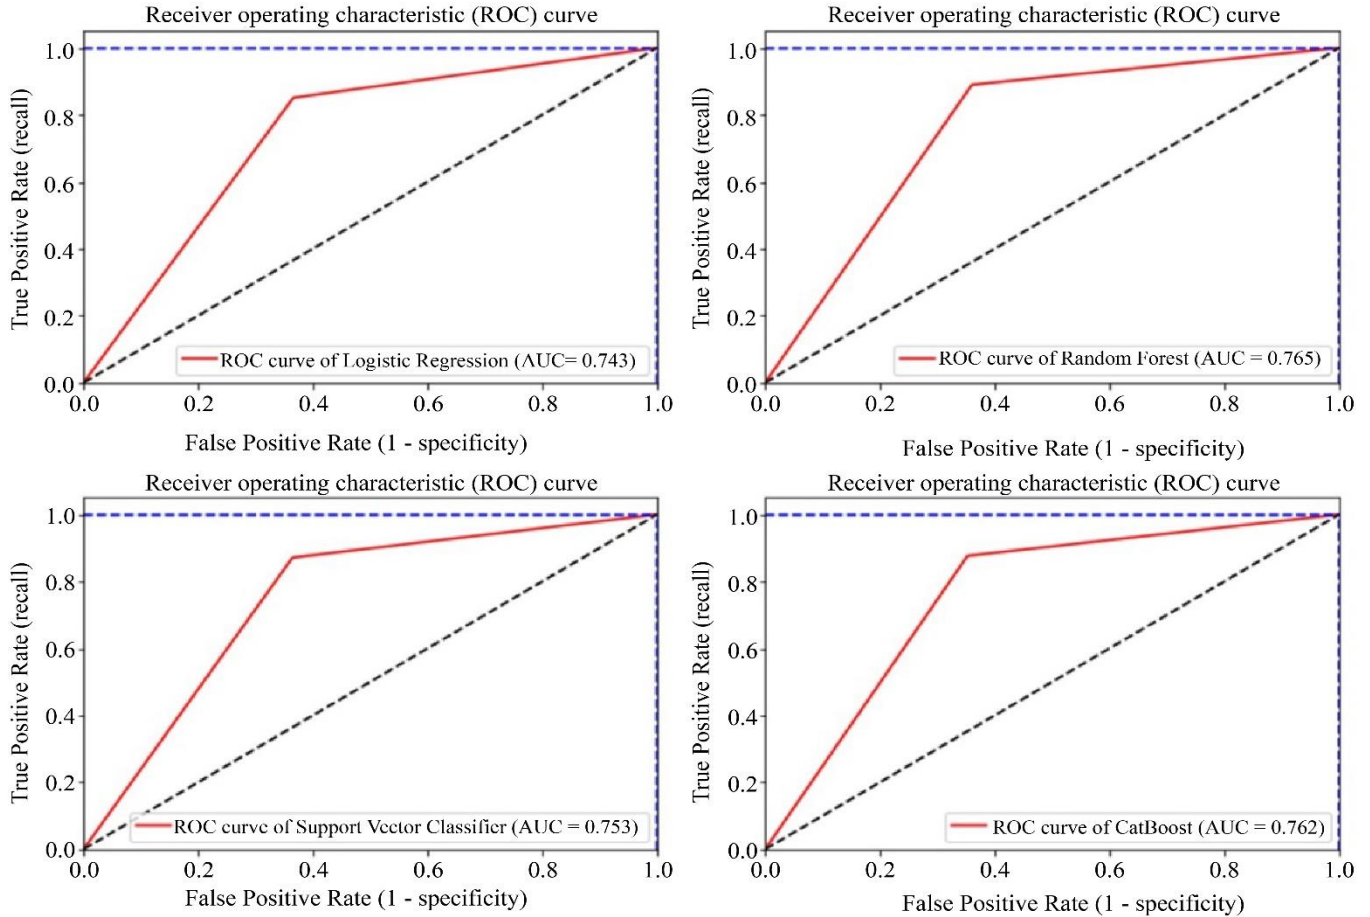 Receiver operating characteristic (ROC) curve
True Positive Rate (recall)
1.0
0.8
0.6
0.4
0.2
0.0
ROC curve of Logistic Regression (AUC= 0.743)
0.0 0.2 0.4 0.6 0.8 1.0
False Positive Rate (1 - specificity)
Receiver operating characteristic (ROC) curve
True Positive Rate (recall)
1.0
0.8
0.6
0.4
0.2
0.0
ROC curve of Random Forest (AUC = 0.765)
0.0 0.2 0.4 0.6 0.8 1.0
False Positive Rate (1 - specificity)
Receiver operating characteristic (ROC) curve
True Positive Rate (recall)
1.0
0.8
0.6
0.4
0.2
0.0
ROC curve of Support Vector Classifier (AUC = 0.753)
0.0 0.2 0.4 0.6 0.8 1.0
False Positive Rate (1 - specificity)
Receiver operating characteristic (ROC) curve
True Positive Rate (recall)
1.0
0.8
0.6
0.4
0.2
0.0
ROC curve of CatBoost (AUC = 0.762)
0.0 0.2 0.4 0.6 0.8 1.0
False Positive Rate (1 - specificity)